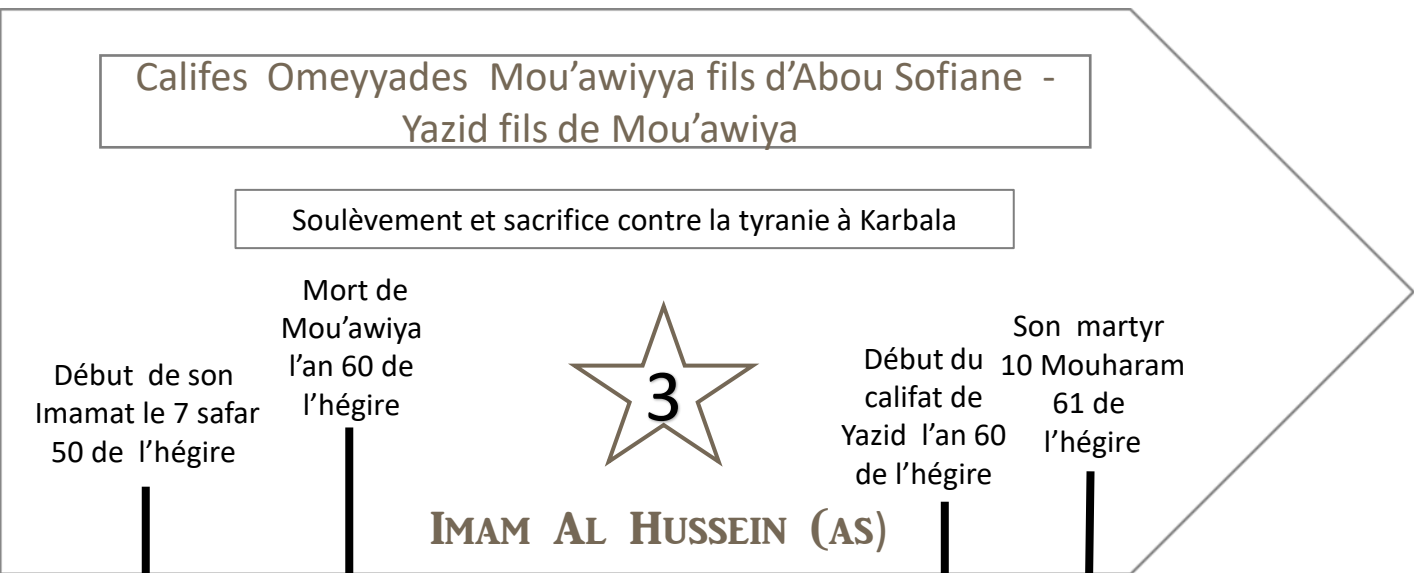 Califes Omeyyades Mou’awiyya fils d’Abou Sofiane -
Yazid fils de Mou’awiya
Soulèvement et sacrifice contre la tyranie à Karbala
Début de son
Imamat le 7 safar
50 de l’hégire
Mort de
Mou’awiya
l’an 60 de
l’hégire
3
Début du
califat de
Yazid l’an 60
de l’hégire
Son martyr
10 Mouharam
61 de
l’hégire
Imam Al Hussein (as)